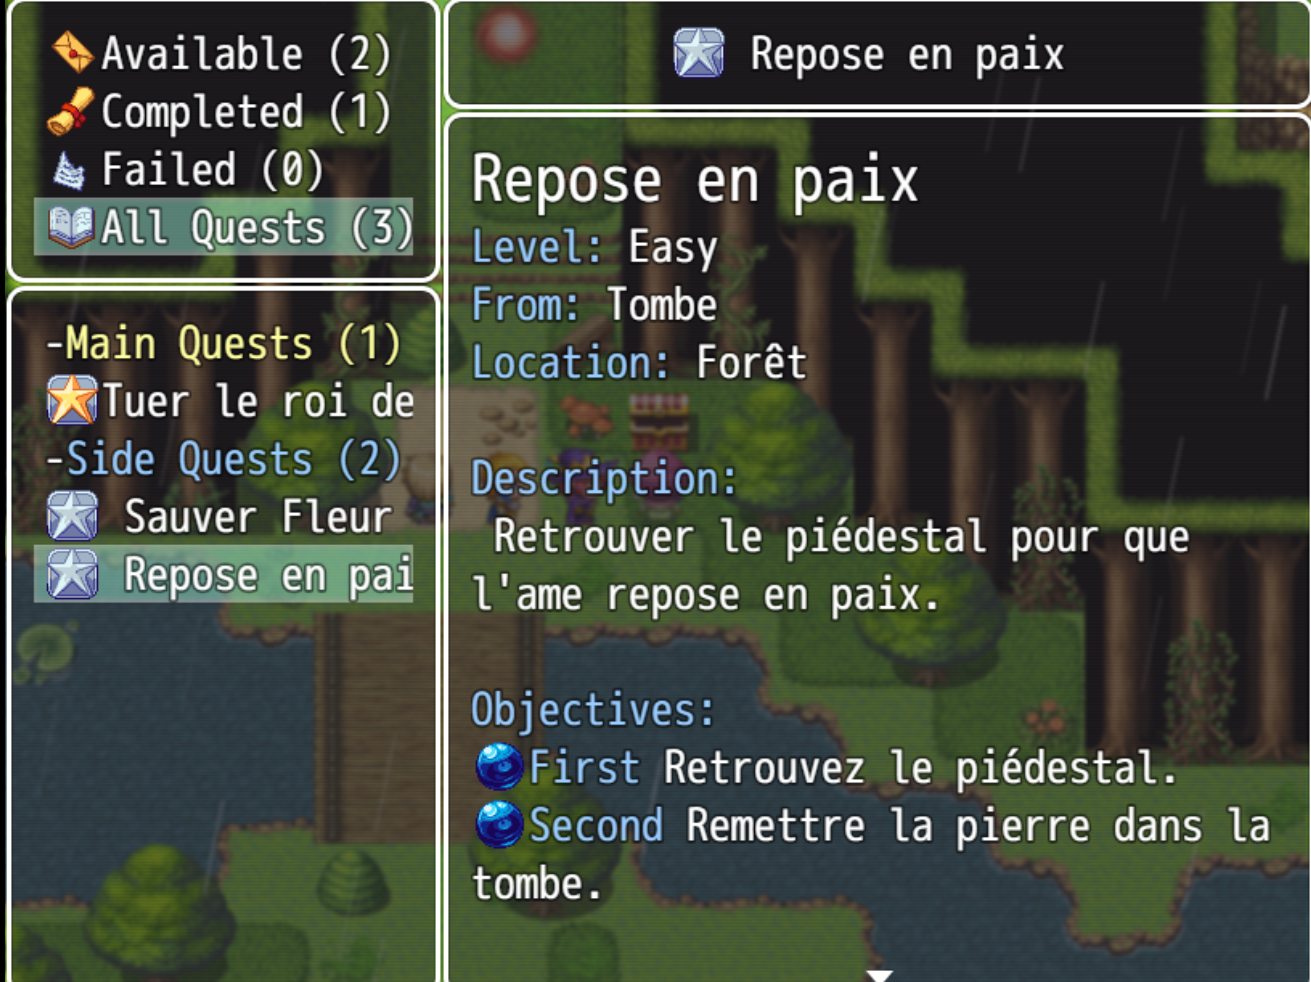 Available (2)
Completed (1)
Failed (0)
All Quests (3)
-Main Quests (1)
Tuer le roi de
-Side Quests (2)
Sauver Fleur
Repose en pai
Repose en paix
Repose en paix
Level: Easy
From: Tombe
Location: Forêt
Description:
Retrouver le piédestal pour que
l'ame repose en paix.
Objectives:
First Retrouvez le piédestal.
Second Remettre la pierre dans la
tombe.